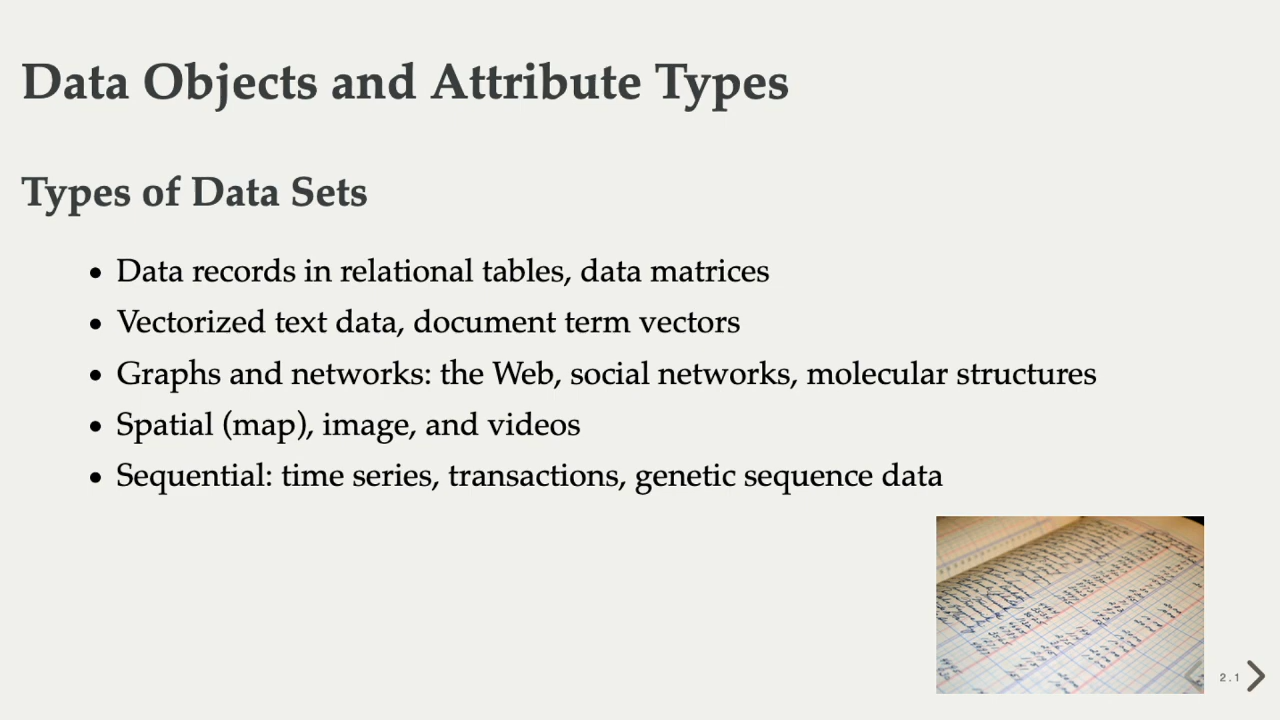 Data Objects and Attribute Types
Types of Data Sets
• Data records in relational tables, data matrices
• Vectorized text data, document term vectors
• Graphs and networks: the Web, social networks, molecular structures
• Spatial (map), image, and videos
• Sequential: time series, transactions, genetic sequence data
2.1